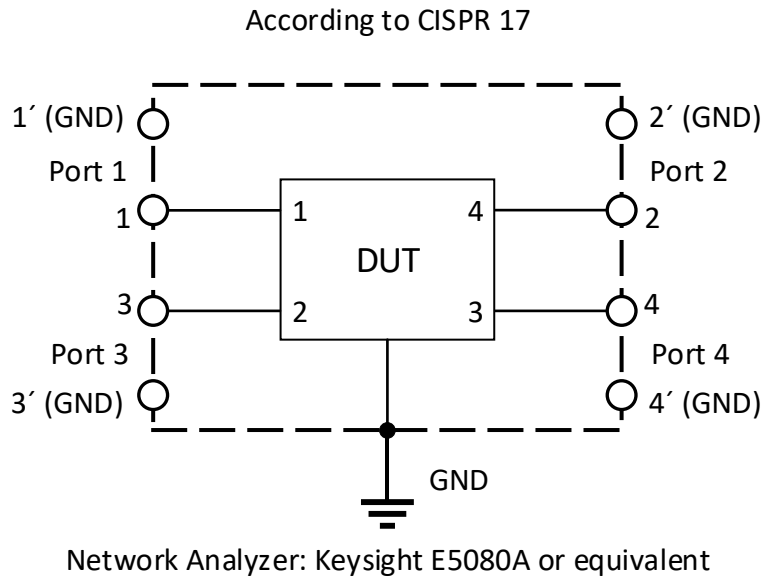 According to CISPR 17
1´ (GND)
2´ (GND)
Port 1
Port 2
1
1
4
2
DUT
3
2
3
4
Port 3
Port 4
3´ (GND)
4´ (GND)
GND
Network Analyzer: Keysight E5080A or equivalent